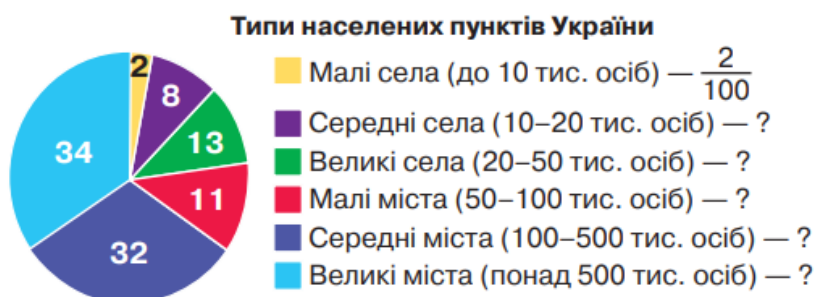 Типи населених пунктів України
2
8
13
11
32
34
Малі села (до 10 тис. осіб) — 2/100
Середні села (10–20 тис. осіб) — ?
Великі села (20–50 тис. осіб) — ?
Малі міста (50–100 тис. осіб) — ?
Середні міста (100–500 тис. осіб) — ?
Великі міста (понад 500 тис. осіб) — ?